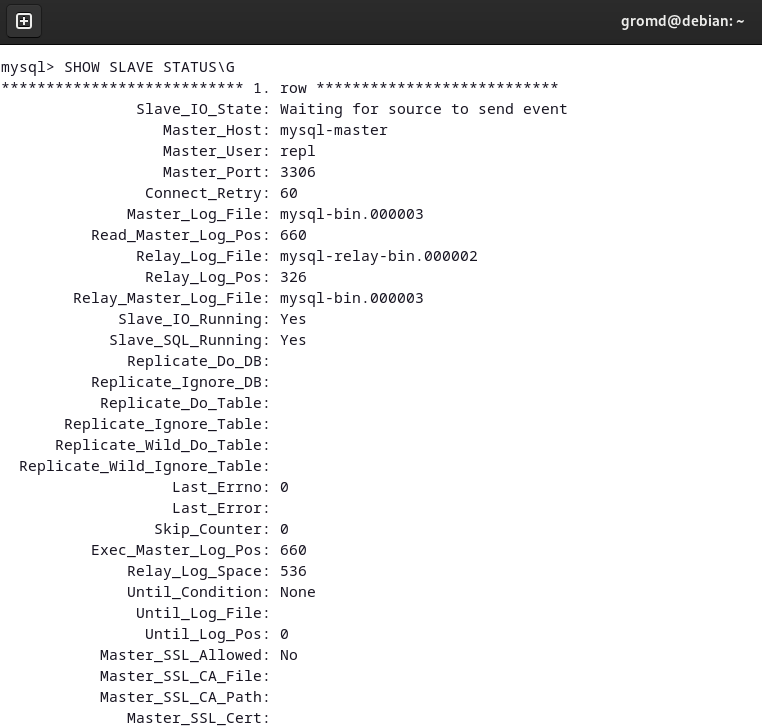 gromd@debian: ~
mysql> SHOW SLAVE STATUS\G
*************************** 1. row ***************************
Slave_IO_State: Waiting for source to send event
Master_Host: mysql-master
Master_User: repl
Master_Port: 3306
Connect_Retry: 60
Master_Log_File: mysql-bin.000003
Read_Master_Log_Pos: 660
Relay_Log_File: mysql-relay-bin.000002
Relay_Log_Pos: 326
Relay_Master_Log_File: mysql-bin.000003
Slave_IO_Running: Yes
Slave_SQL_Running: Yes
Replicate_Do_DB:
Replicate_Ignore_DB:
Replicate_Do_Table:
Replicate_Ignore_Table:
Replicate_Wild_Do_Table:
Replicate_Wild_Ignore_Table:
Last_Errno: 0
Last_Error:
Skip_Counter: 0
Exec_Master_Log_Pos: 660
Relay_Log_Space: 536
Until_Condition: None
Until_Log_File:
Until_Log_Pos: 0
Master_SSL_Allowed: No
Master_SSL_CA_File:
Master_SSL_CA_Path:
Master_SSL_Cert: